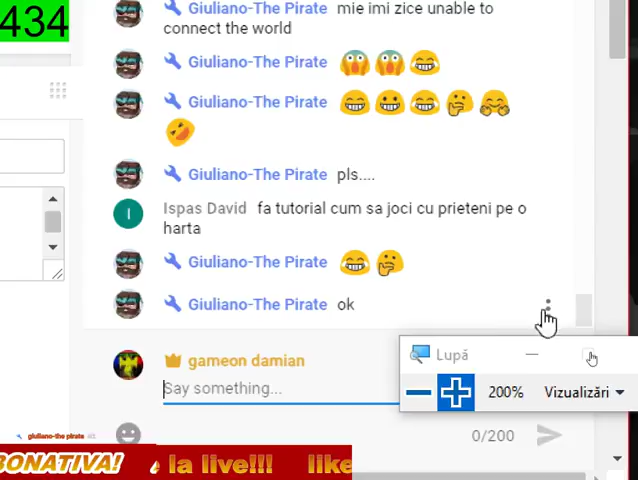 434
Giuliano-The Pirate mie imi zice unable to
connect the world
Giuliano-The Pirate
Giuliano-The Pirate
Giuliano-The Pirate pls....
I Ispas David fa tutorial cum sa joci cu prieteni pe o
harta
Giuliano-The Pirate
Giuliano-The Pirate ok
Lupă
gameon damian
Say something...
200% Vizualizări
giuliano-the pirate
0/200
BONATIVA! la live!!! like